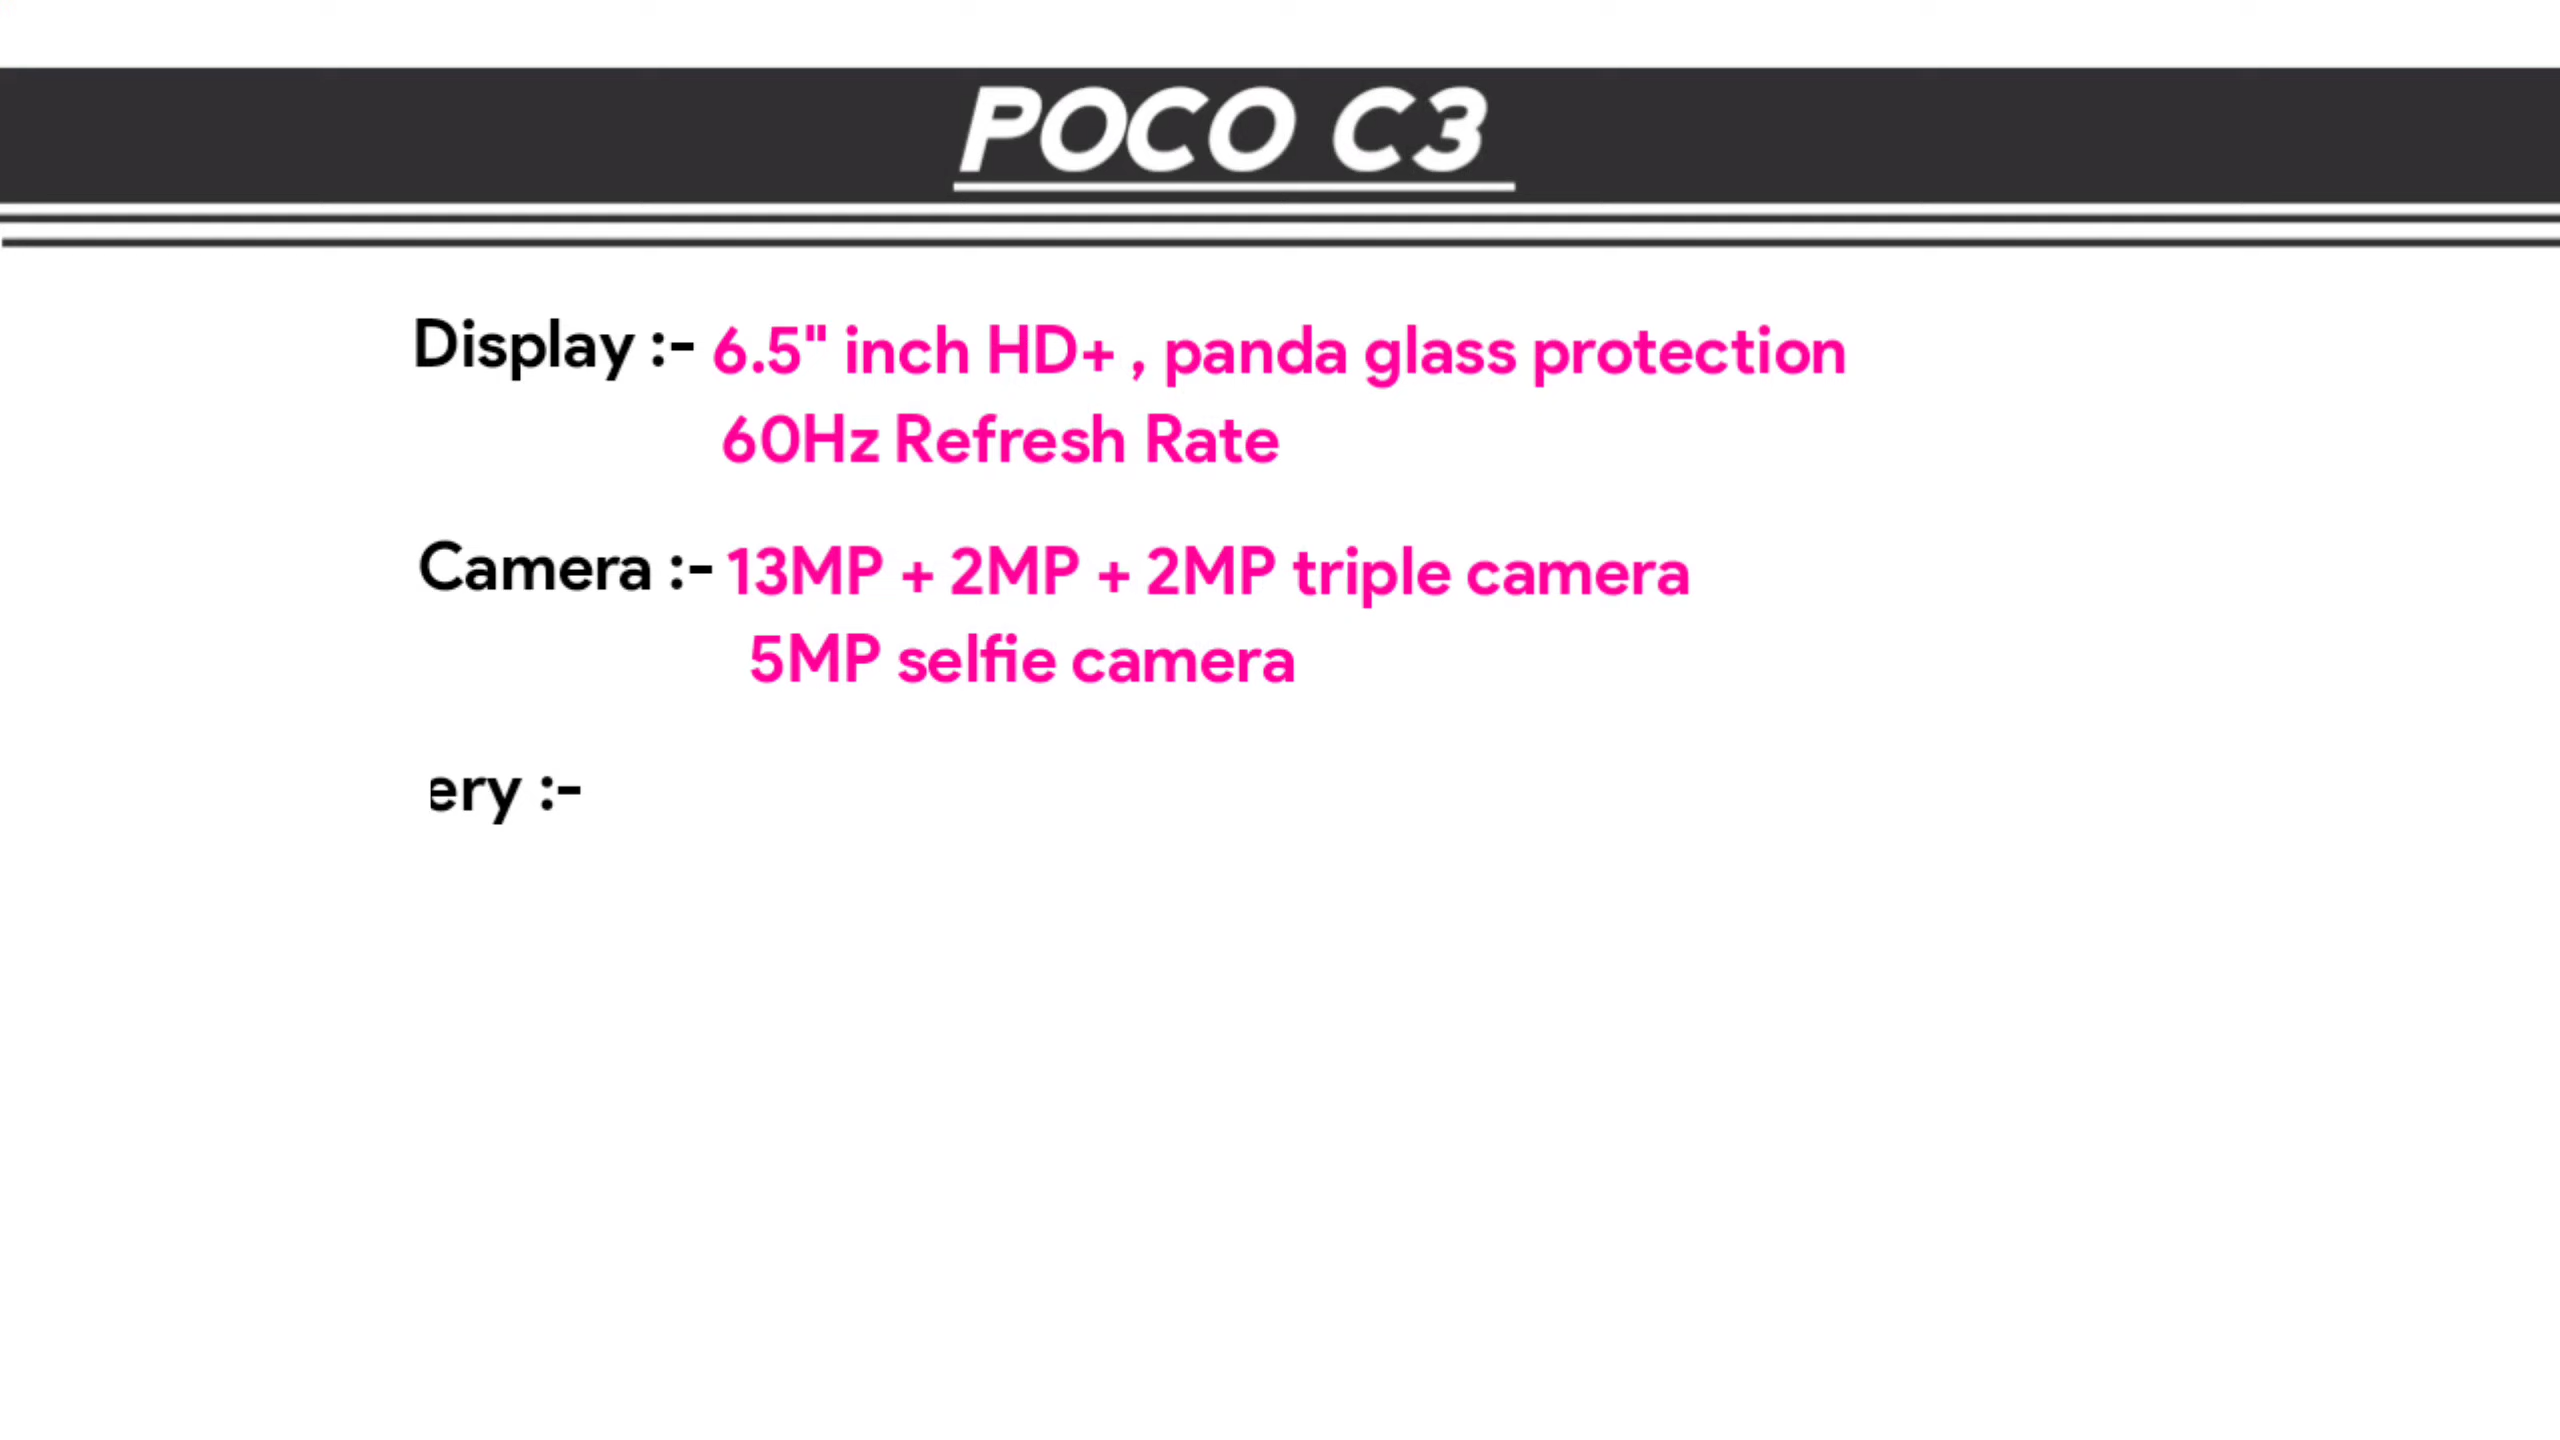 POCO C3
Display :- 6.5" inch HD+ , panda glass protection
60Hz Refresh Rate
Camera :- 13MP + 2MP + 2MP triple camera
5MP selfie camera
ery :-